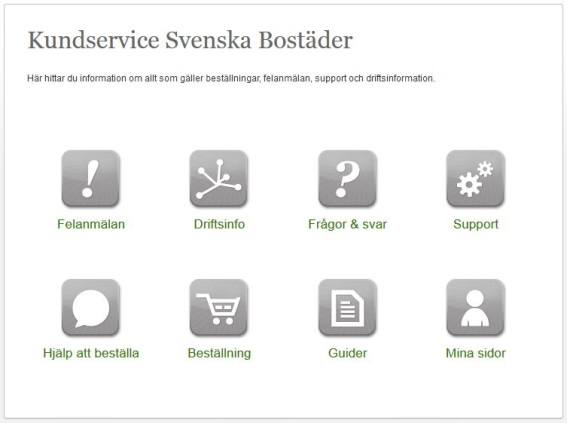 Kundservice Svenska Bostäder
Här hittar du information om allt som gäller beställningar, felanmälan, support och driftsinformation.
Felanmälan
Driftsinfo
Frågor & svar
Support
Hjälp att beställa
Beställning
Guider
Mina sidor